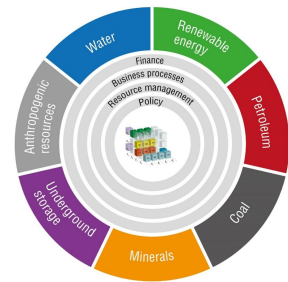 Water
Renewable
energy
Petroleum
Coal
Minerals
Underground
storage
Anthropogenic
resources
Finance
Business processes
Resource management
Policy